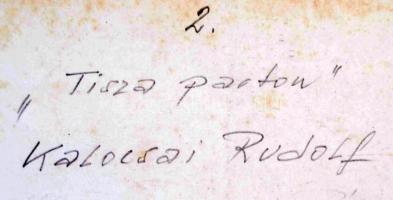 2.
„Tisza parton"
Kalocsai Rudolf